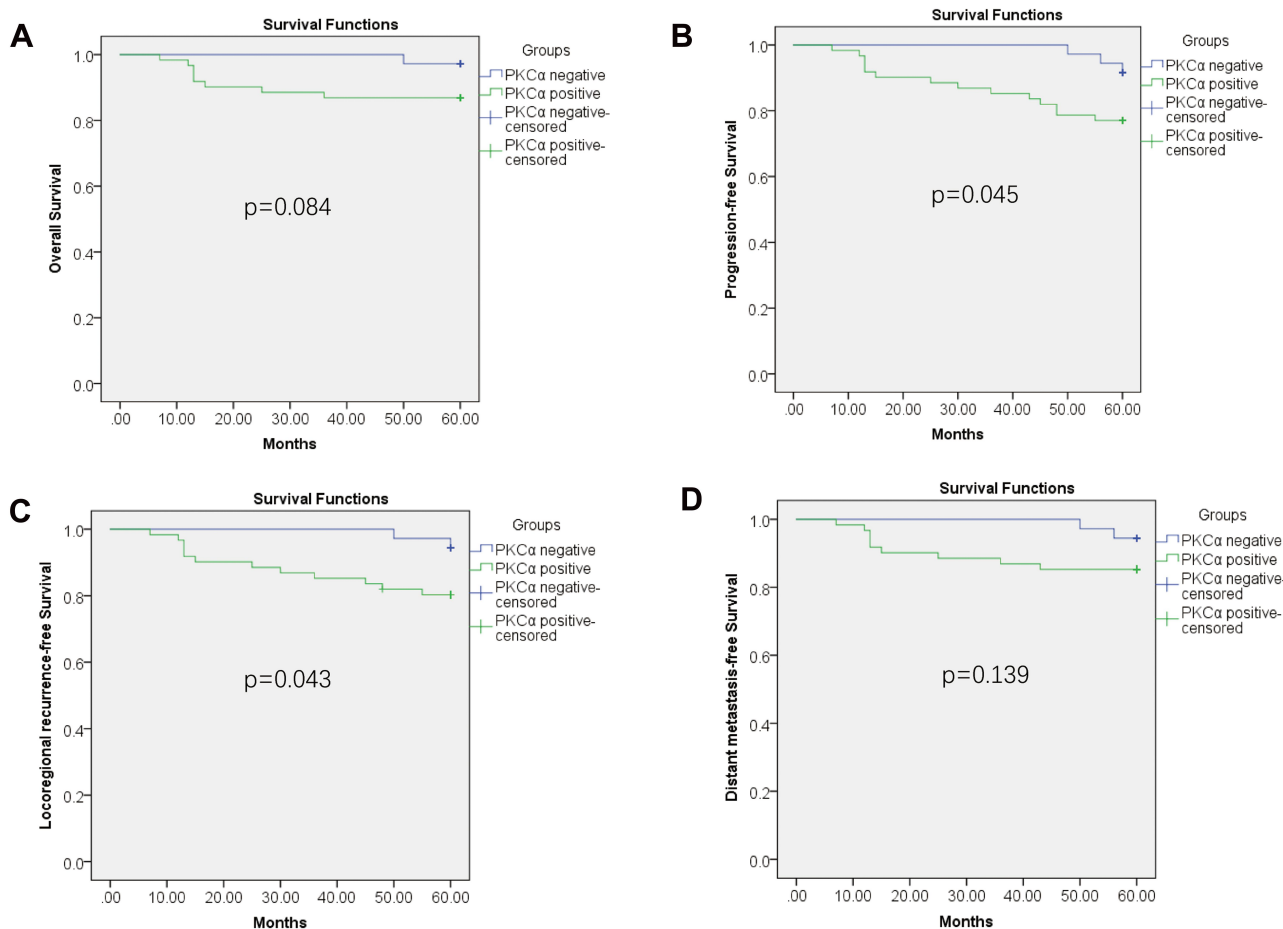 A
Survival Functions
Overall Survival
1.0
0.8
0.6
0.4
0.2
0.0
.00 10.00 20.00 30.00 40.00 50.00 60.00
Months
p=0.084
Groups
PKCα negative
PKCα positive
PKCα negative-
censored
PKCα positive-
censored
B
Survival Functions
Progression-free Survival
1.0
0.8
0.6
0.4
0.2
0.0
.00 10.00 20.00 30.00 40.00 50.00 60.00
Months
p=0.045
Groups
PKCα negative
PKCα positive
PKCα negative-
censored
PKCα positive-
censored
C
Survival Functions
Locoregional recurrence-free Survival
1.0
0.8
0.6
0.4
0.2
0.0
.00 10.00 20.00 30.00 40.00 50.00 60.00
Months
p=0.043
Groups
PKCα negative
PKCα positive
PKCα negative-
censored
PKCα positive-
censored
D
Survival Functions
Distant metastasis-free Survival
1.0
0.8
0.6
0.4
0.2
0.0
.00 10.00 20.00 30.00 40.00 50.00 60.00
Months
p=0.139
Groups
PKCα negative
PKCα positive
PKCα negative-
censored
PKCα positive-
censored